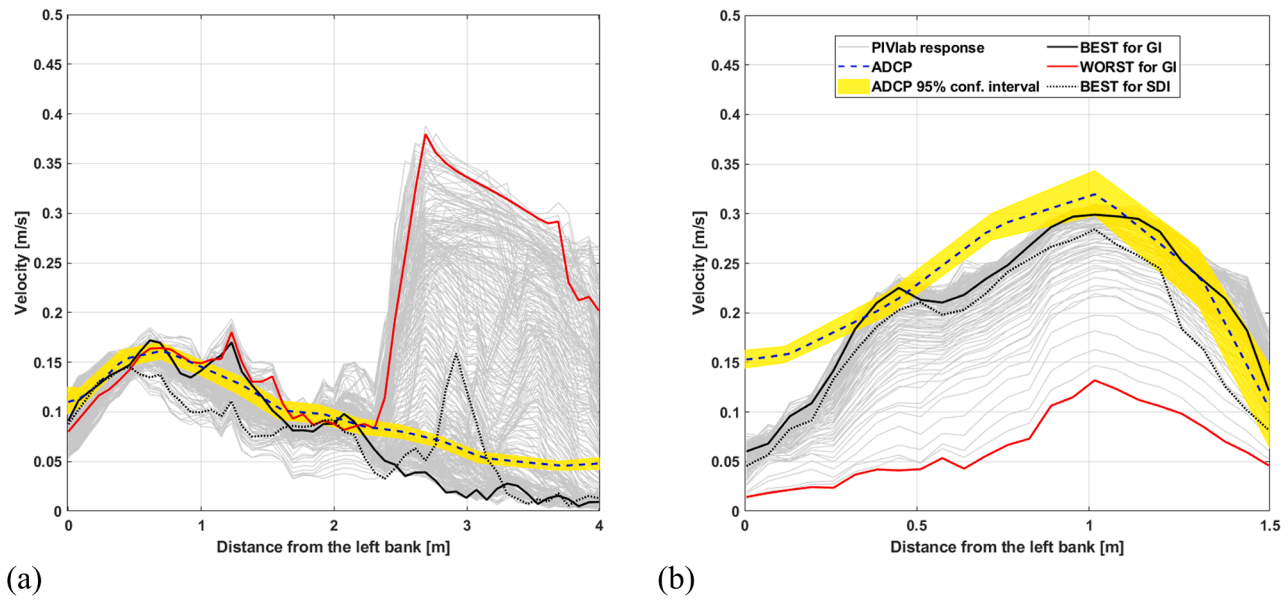 0.5
0.45
0.4
0.35
0.3
0.25
0.2
0.15
0.1
0.05
0
Velocity [m/s]
0 1 2 3 4
Distance from the left bank [m]
(a)
0.5
0.45
0.4
0.35
0.3
0.25
0.2
0.15
0.1
0.05
0
Velocity [m/s]
PIVlab response
ADCP
ADCP 95% conf. interval
BEST for GI
WORST for GI
BEST for SDI
0 0.5 1 1.5
Distance from the left bank [m]
(b)